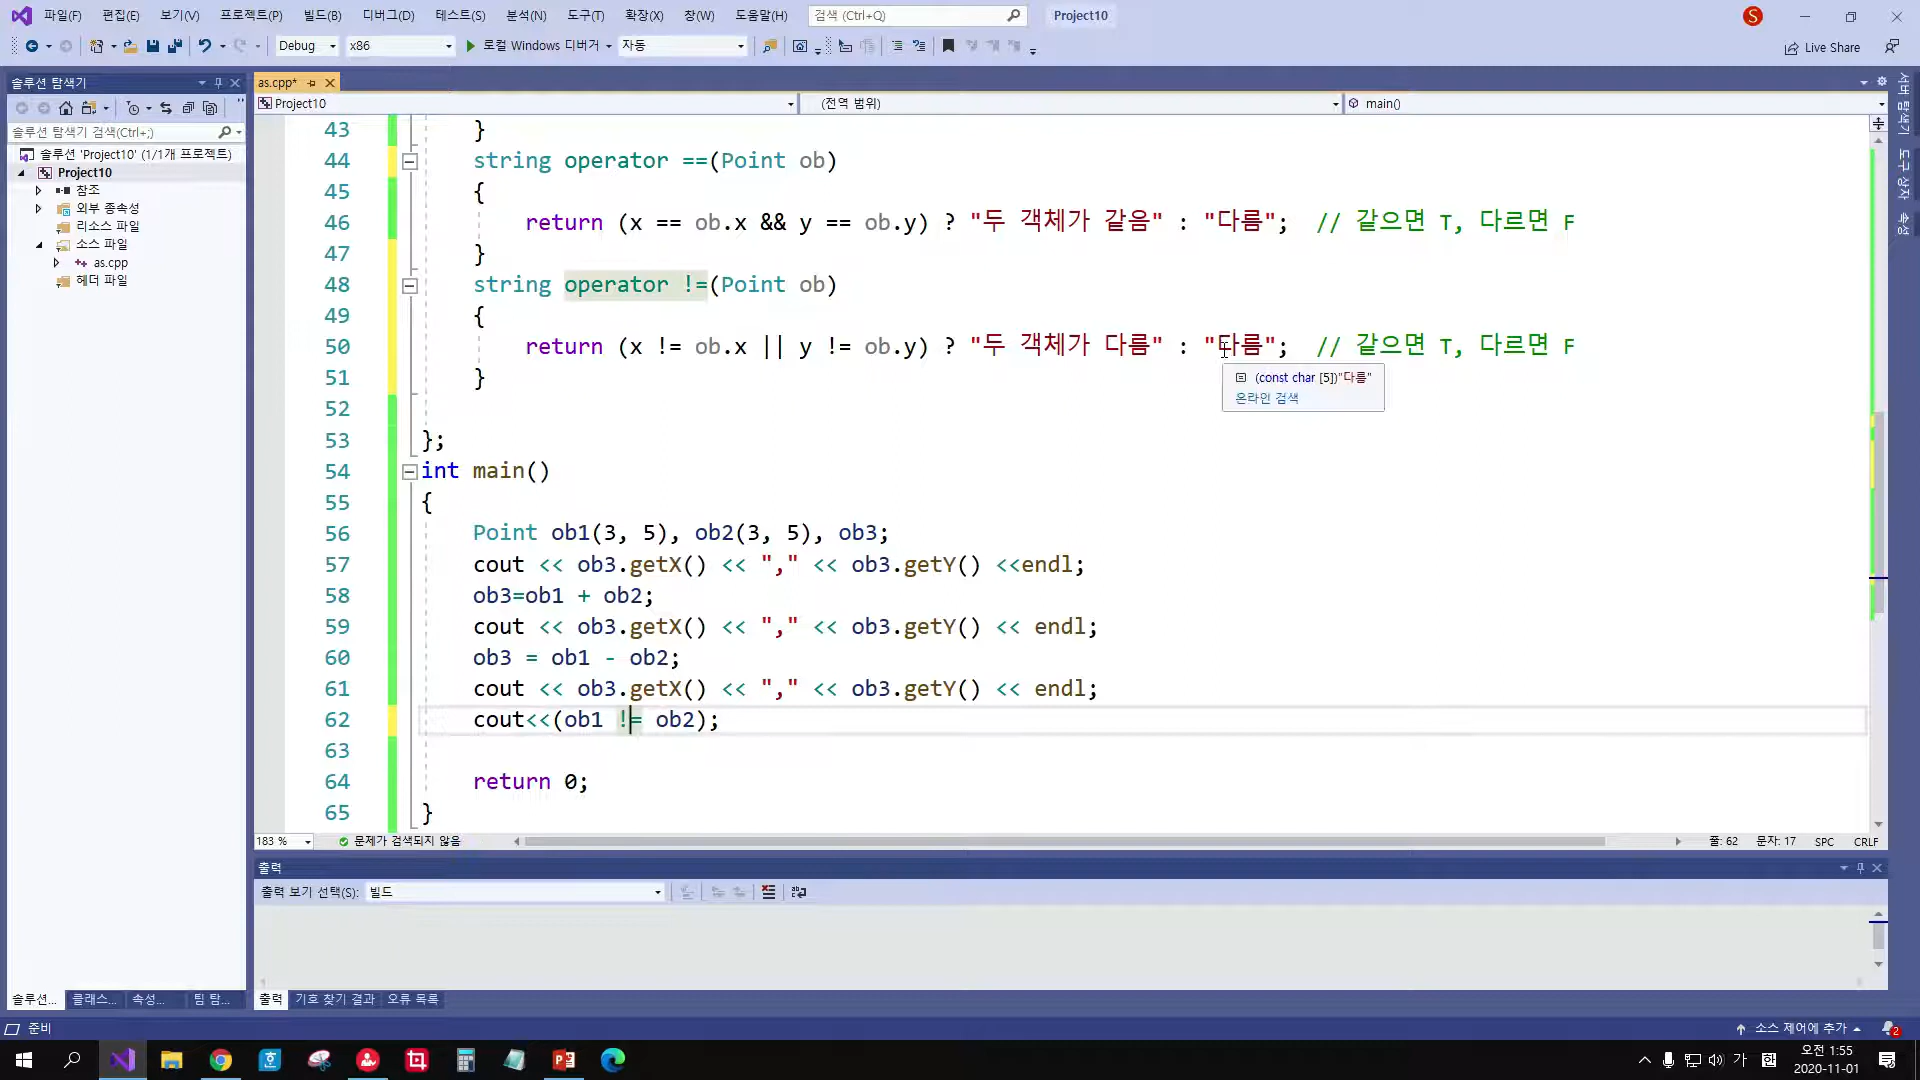 파일(F) 편집(E) 보기(V) 프로젝트(P) 빌드(B) 디버그(D) 테스트(S) 분석(N) 도구(T) 확장(X) 창(W) 도움말(H) 검색 (Ctrl+Q) Project10 S
Debug x86 로컬 Windows 디버거 자동 Live Share
솔루션 탐색기
as.cpp*
Project10 (전역 범위) main()
솔루션 탐색기 검색(Ctrl+;)
솔루션 'Project10' (1/1개 프로젝트)
Project10
참조
외부 종속성
리소스 파일
소스 파일
as.cpp
헤더 파일
43 }
44 string operator ==(Point ob)
45 {
46 return (x == ob.x && y == ob.y) ? "두 객체가 같음" : "다름"; // 같으면 T, 다르면 F
47 }
48 string operator !=(Point ob)
49 {
50 return (x != ob.x || y != ob.y) ? "두 객체가 다름" : "다름"; // 같으면 T, 다르면 F
51 }
(const char [5])"다름"
온라인 검색
52
53 };
54 int main()
55 {
56 Point ob1(3, 5), ob2(3, 5), ob3;
57 cout << ob3.getX() << "," << ob3.getY() <<endl;
58 ob3=ob1 + ob2;
59 cout << ob3.getX() << "," << ob3.getY() << endl;
60 ob3 = ob1 - ob2;
61 cout << ob3.getX() << "," << ob3.getY() << endl;
62 cout<<(ob1 != ob2);
63
64 return 0;
65 }
서버 탐색기
도구 상자
속성
183 % 문제가 검색되지 않음 줄: 62 문자: 17 SPC CRLF
출력
출력 보기 선택(S): 빌드
솔루션... 클래스... 속성... 팀 탐... 출력 기호 찾기 결과 오류 목록
준비 소스 제어에 추가 2
가 한 오전 1:55
2020-11-01